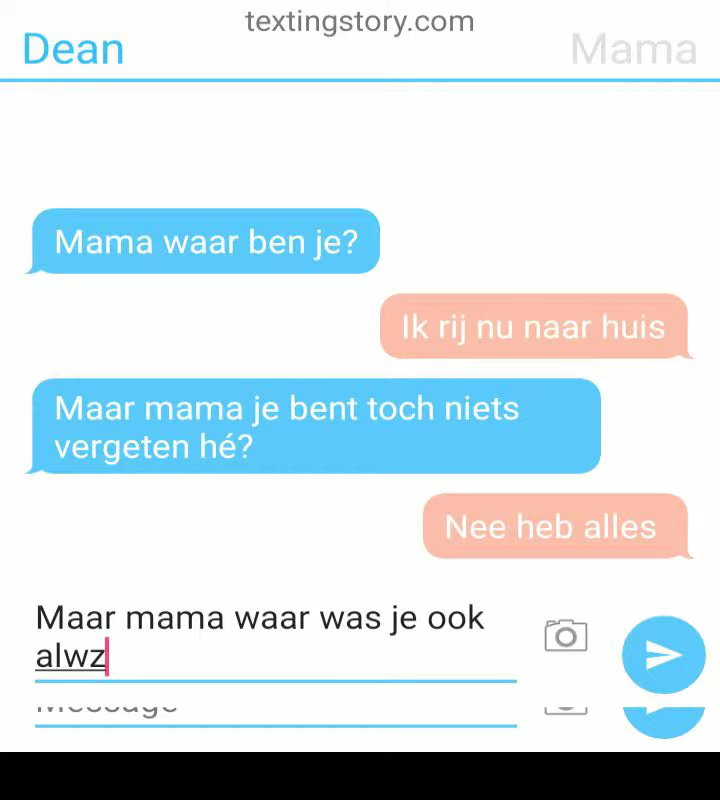 textingstory.com
Dean
Mama
Mama waar ben je?
Ik rij nu naar huis
Maar mama je bent toch niets
vergeten hé?
Nee heb alles
Maar mama waar was je ook
alwz